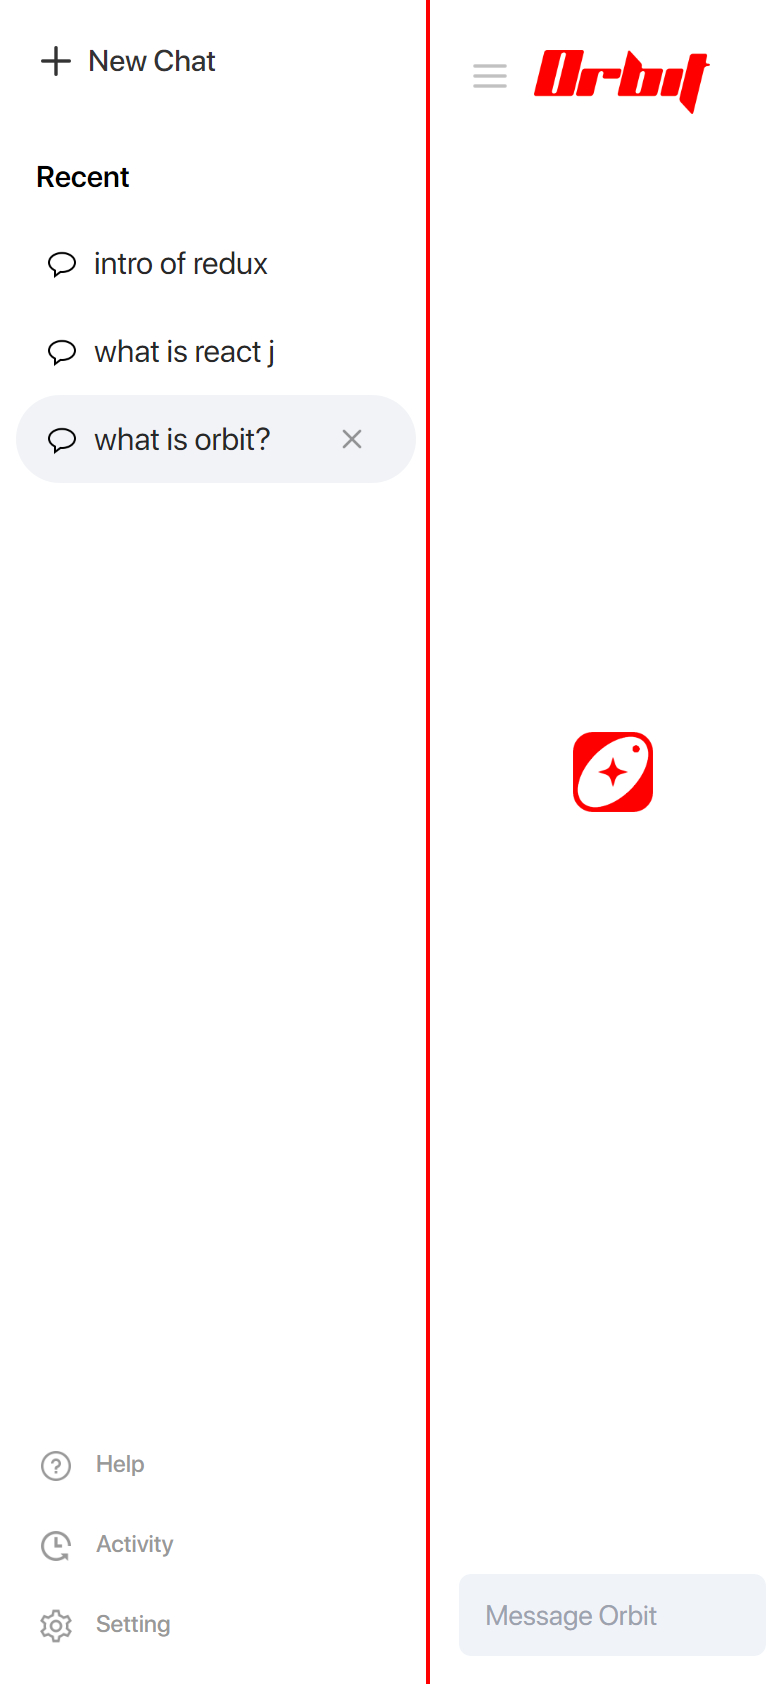 New Chat
Recent
intro of redux
what is react j
what is orbit?
Help
Activity
Setting
Orbit
Message Orbit